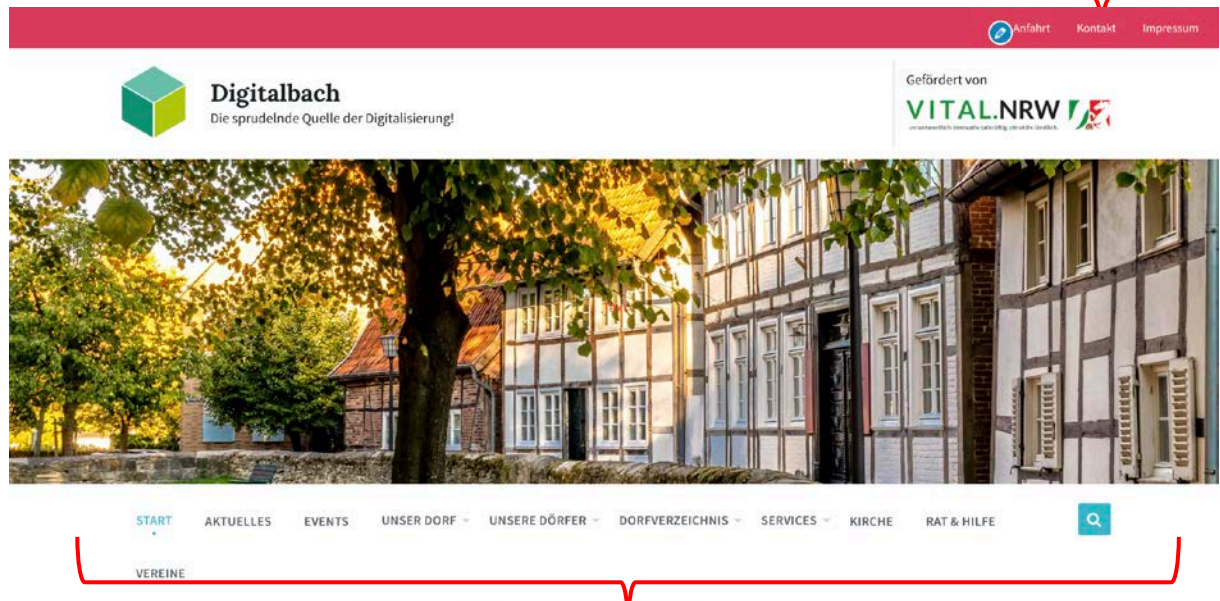 Anfahrt Kontakt Impressum
Digitalbach
Die sprudelnde Quelle der Digitalisierung!
Gefördert von
VITAL.NRW
START AKTUELLES EVENTS UNSER DORF UNSERE DÖRFER DORFVERZEICHNIS SERVICES KIRCHE RAT & HILFE
VEREINE